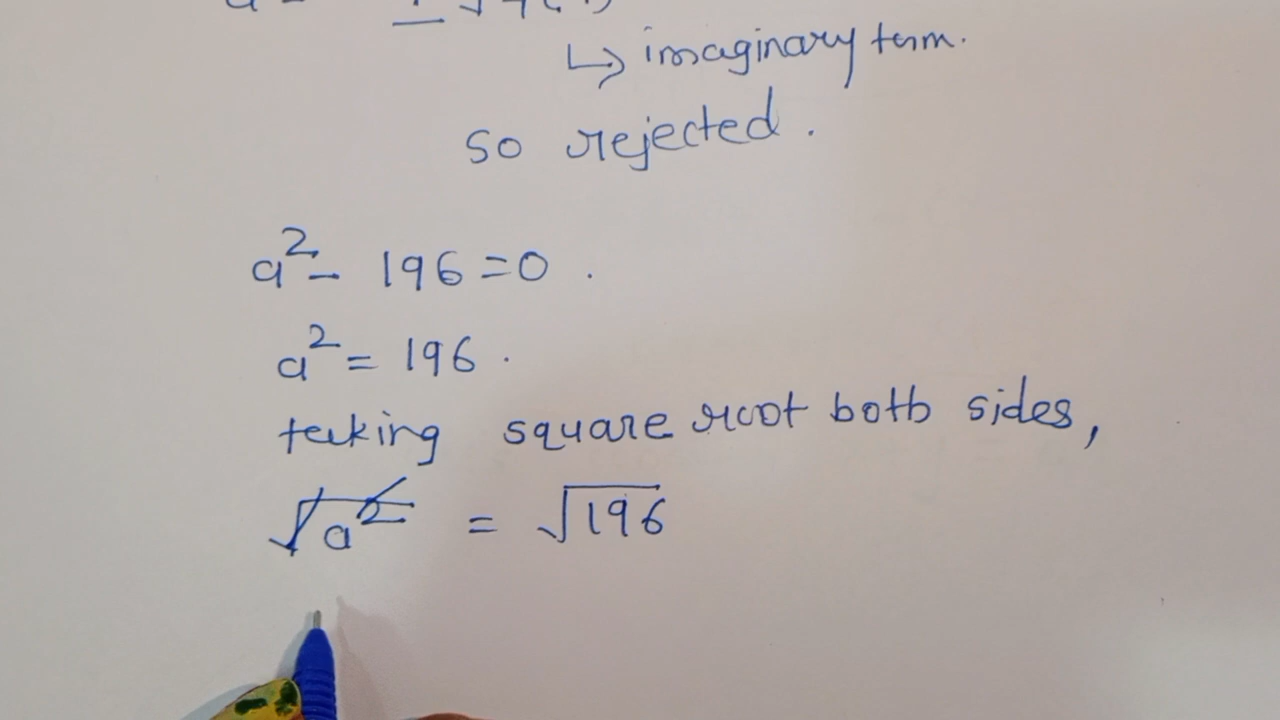 ↳ imaginary term.
so rejected.
a² - 196 = 0.
a² = 196.
taking square root both sides,
√a² = √196